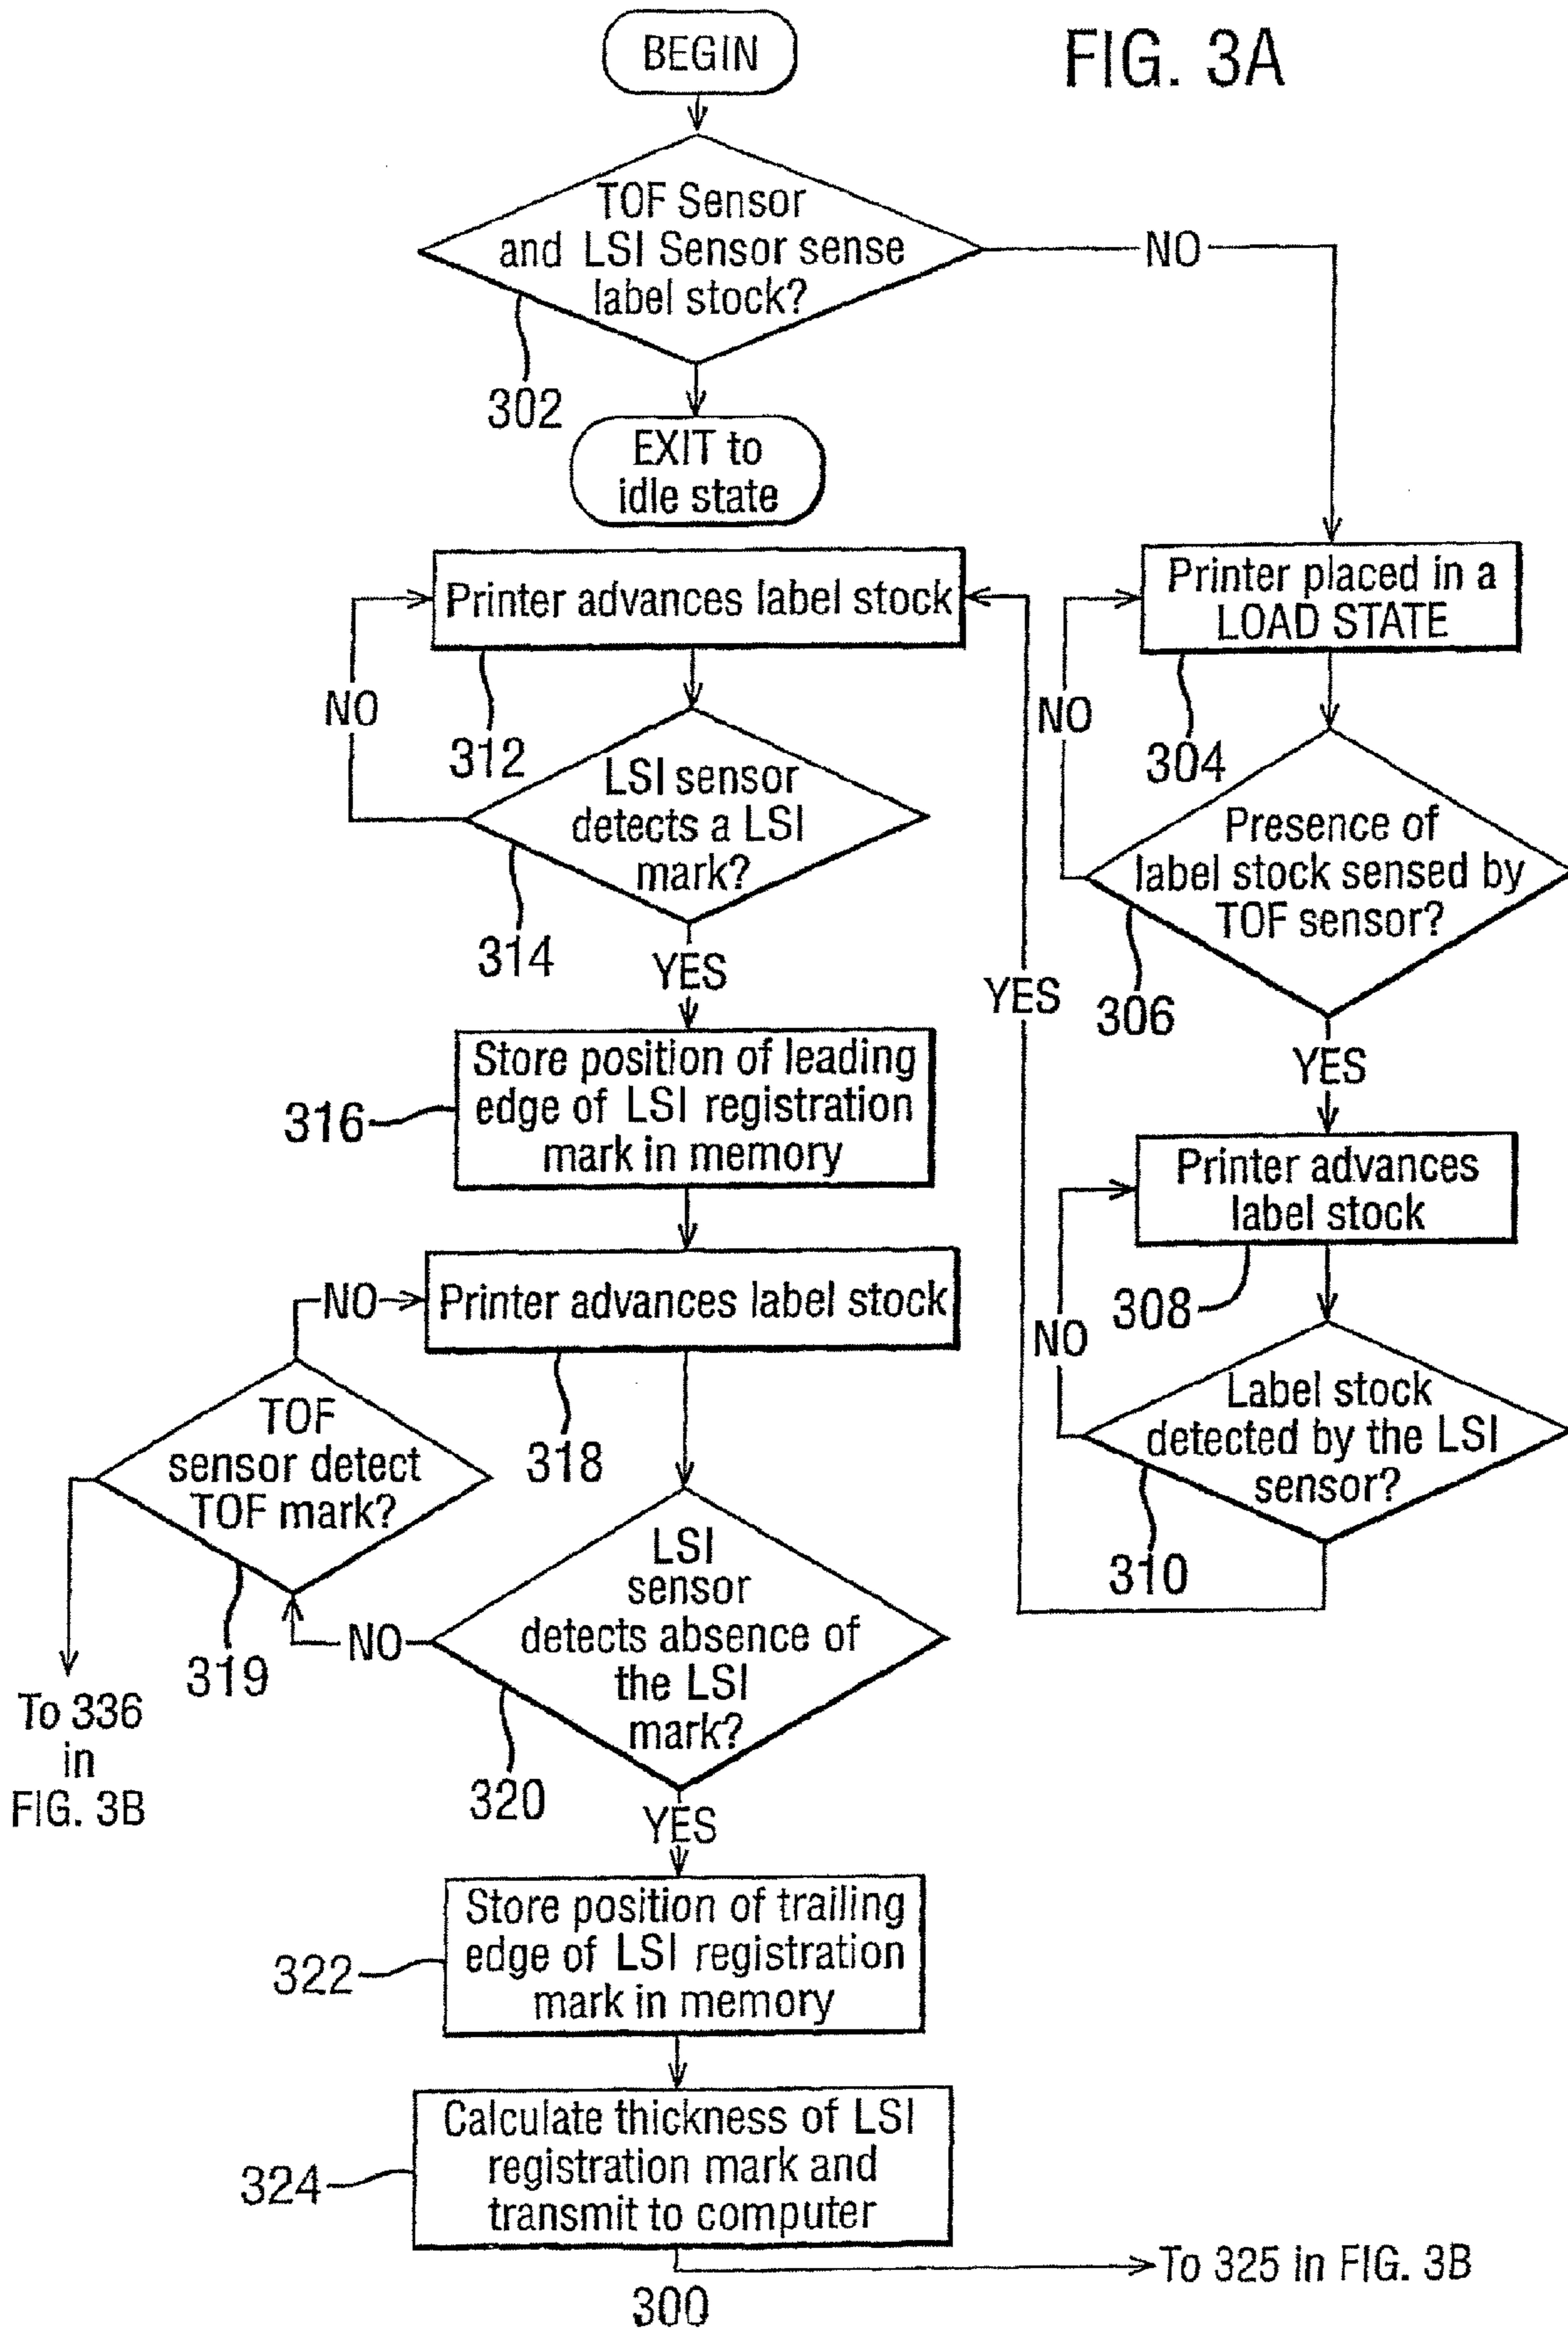 FIG. 3A
BEGIN
TOF Sensor
and LSI Sensor sense
label stock?
NO
302
EXIT to
idle state
Printer advances label stock
312
NO
LSI sensor
detects a LSI
mark?
314
YES
Store position of leading
edge of LSI registration
mark in memory
316
Printer advances label stock
318
NO
TOF
sensor detect
TOF mark?
319
To 336
in
FIG. 3B
NO
LSI
sensor
detects absence of
the LSI
mark?
320
YES
Store position of trailing
edge of LSI registration
mark in memory
322
Calculate thickness of LSI
registration mark and
transmit to computer
324
To 325 in FIG. 3B
300
Printer placed in a
LOAD STATE
304
NO
Presence of
label stock sensed by
TOF sensor?
306
YES
Printer advances
label stock
308
NO
Label stock
detected by the LSI
sensor?
310
YES